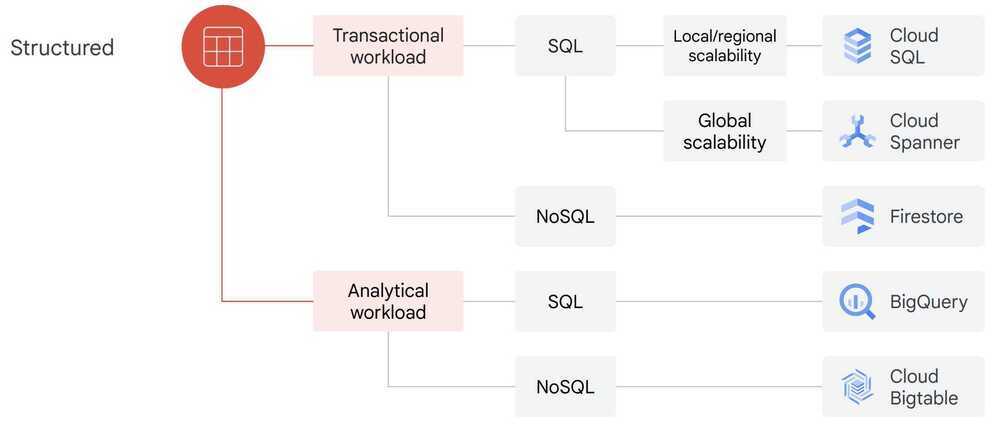 Structured
Transactional
workload
SQL
Local/regional
scalability
Cloud
SQL
Global
scalability
Cloud
Spanner
NoSQL
Firestore
Analytical
workload
SQL
BigQuery
NoSQL
Cloud
Bigtable